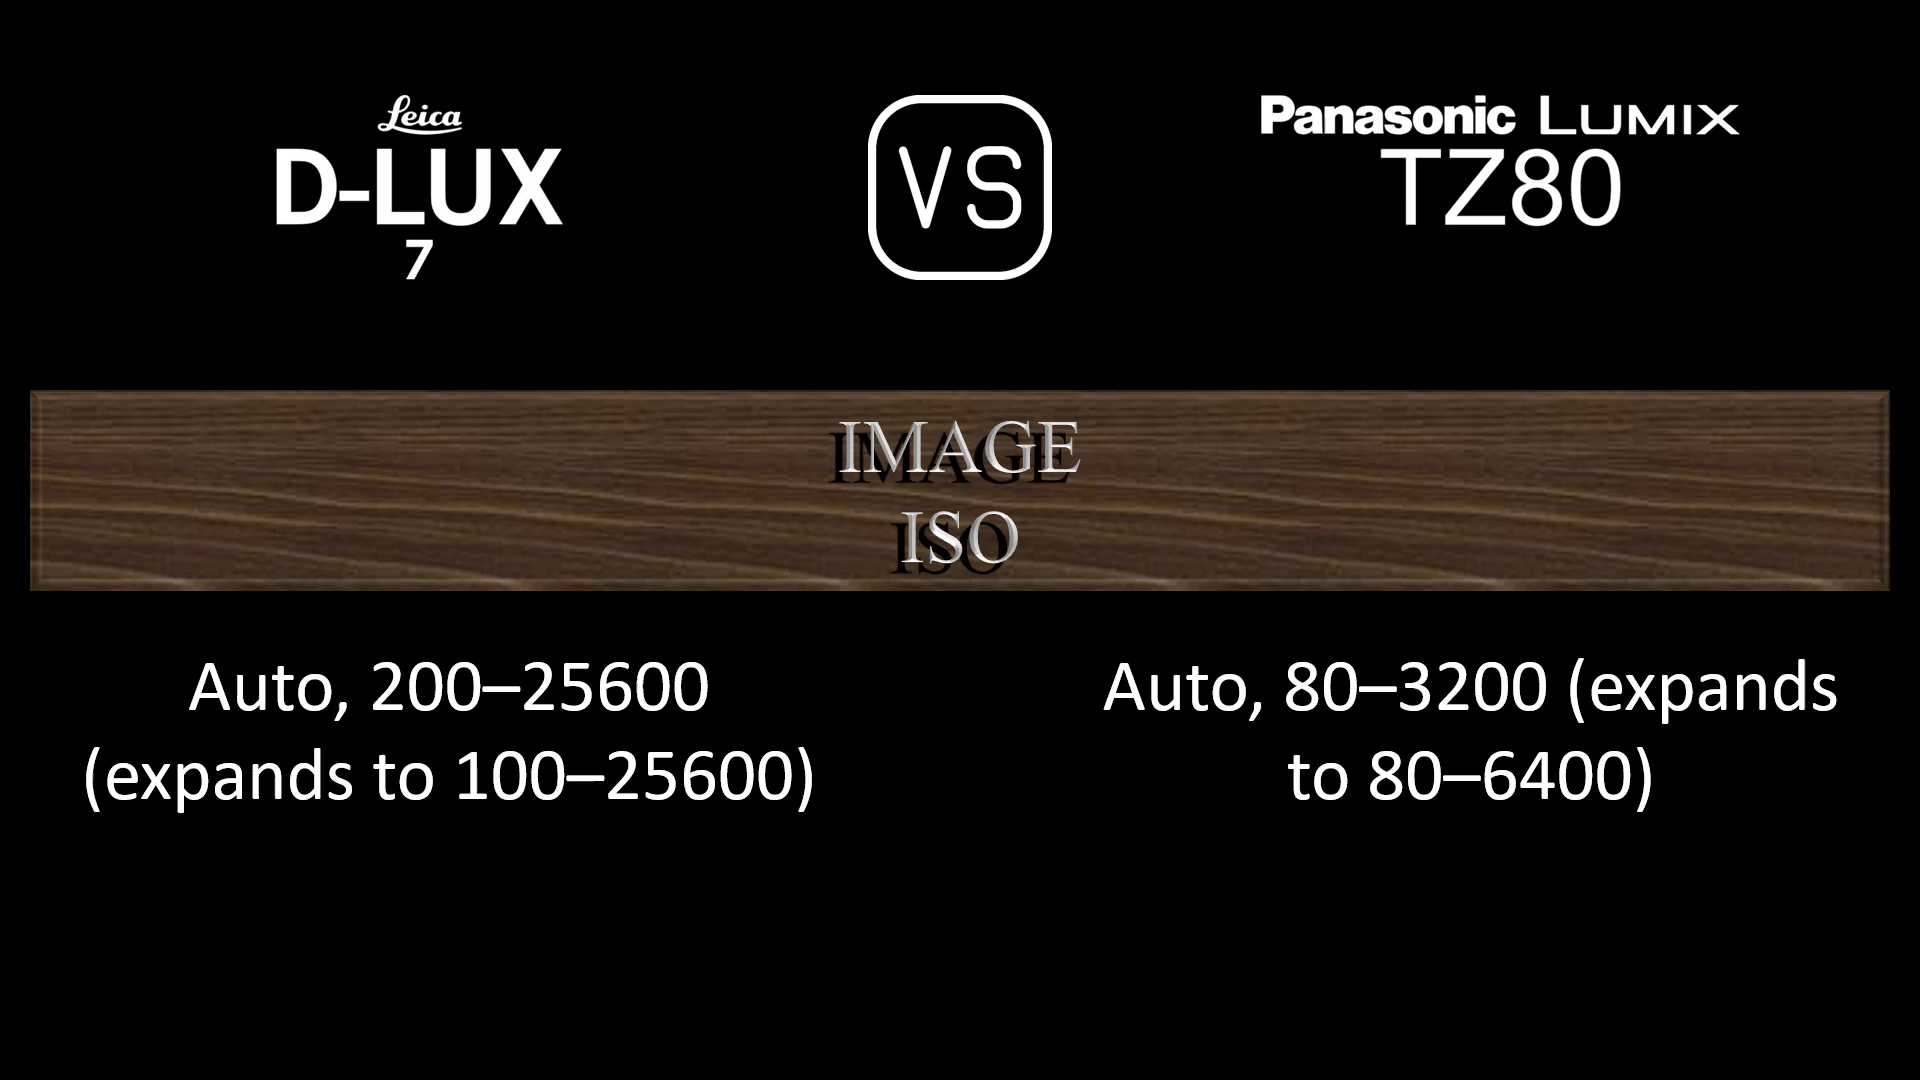 Leica
D-LUX
7
VS
Panasonic LUMIX
TZ80
IMAGE
ISO
Auto, 200–25600
(expands to 100–25600)
Auto, 80–3200 (expands
to 80–6400)